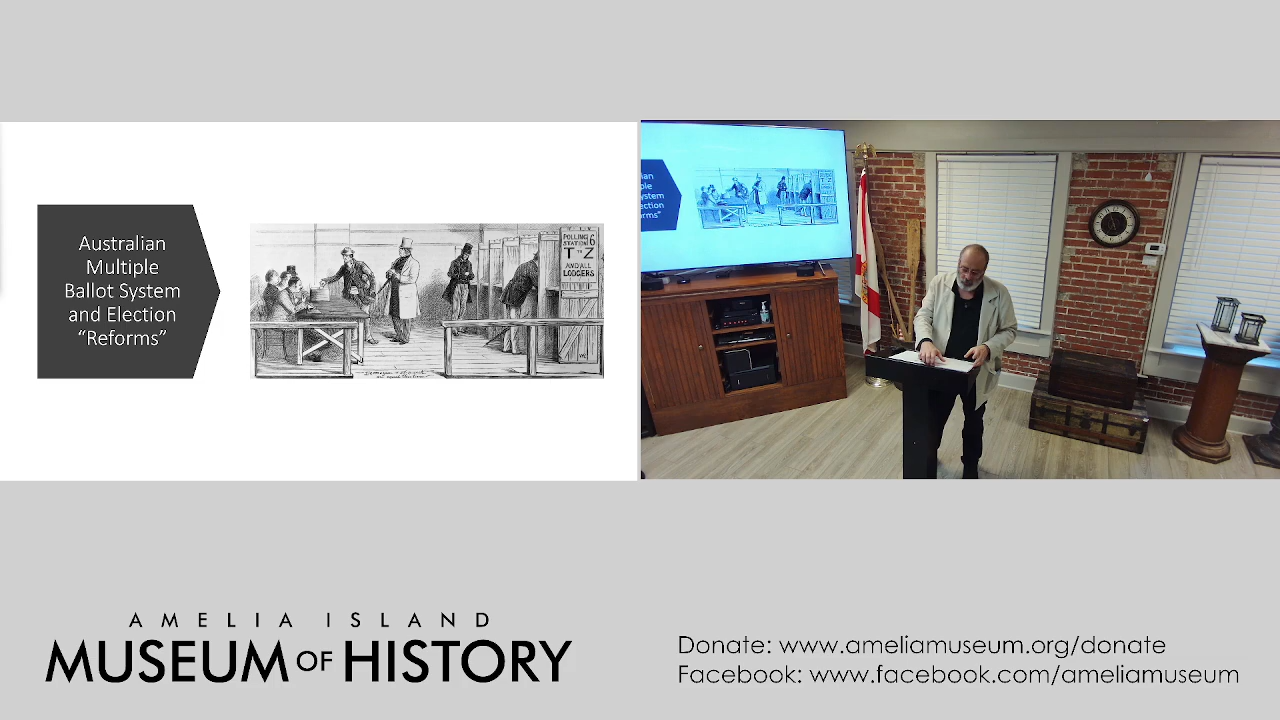 Australian
Multiple
Ballot System
and Election
“Reforms”
POLLING
STATION 6
T TO Z
AND ALL
LODGERS
AMELIA ISLAND
MUSEUM OF HISTORY
Donate: www.ameliamuseum.org/donate
Facebook: www.facebook.com/ameliamuseum